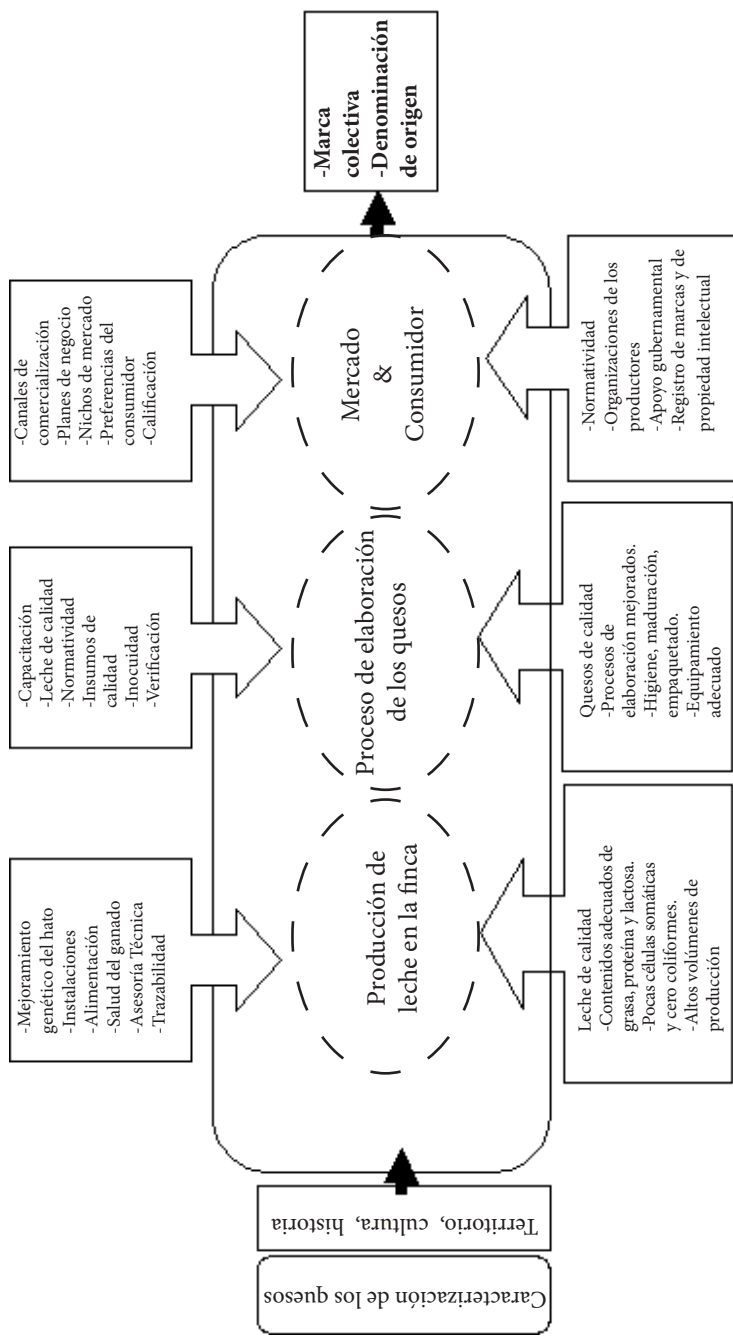 Caracterización de los quesos
Territorio, cultura, historia
-Mejoramiento
genético del hato
-Instalaciones
-Alimentación
-Salud del ganado
-Asesoría Técnica
-Trazabilidad
Producción de
leche en la finca
Leche de calidad
-Contenidos adecuados de
grasa, proteína y lactosa.
-Pocas células somáticas
y cero coliformes.
-Altos volúmenes de
producción
-Capacitación
-Leche de calidad
-Normatividad
-Insumos de
calidad
-Inocuidad
-Verificación
Proceso de elaboración
de los quesos
Quesos de calidad
-Procesos de
elaboración mejorados.
-Higiene, maduración,
empaquetado.
-Equipamiento
adecuado
-Canales de
comercialización
-Planes de negocio
-Nichos de mercado
-Preferencias del
consumidor
-Calificación
Mercado
&
Consumidor
-Normatividad
-Organizaciones de los
productores
-Apoyo gubernamental
-Registro de marcas y de
propiedad intelectual
-Marca
colectiva
-Denominación
de origen